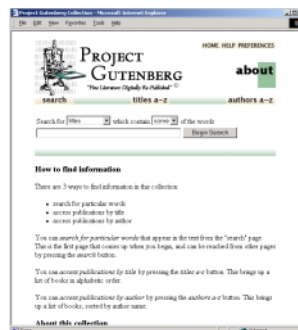 Project Gutenberg Collection - Microsoft Internet Explorer
File Edit View Favorites Tools Help
HOME HELP PREFERENCES
PROJECT
GUTENBERG
"Fine Literature Digitally Re-Published"
about
search titles a-z authors a-z
Search for titles which contain some of the words
Begin Search
How to find information
There are 3 ways to find information in this collection:
search for particular words
access publications by title
access publications by author
You can search for particular words that appear in the text from the "search" page.
This is the first page that comes up when you begin, and can be reached from other pages
by pressing the search button.
You can access publications by title by pressing the titles a-z button. This brings up a
list of books in alphabetic order.
You can access publications by author by pressing the authors a-z button. This brings
up a list of books, sorted by author name.
About this collection